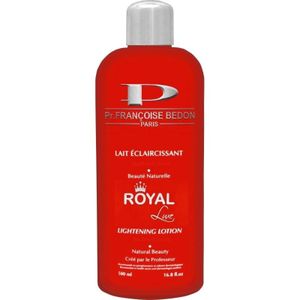 P
Pr.FRANÇOISE BEDON
PARIS
LAIT ÉCLAIRCISSANT
Beauté Naturelle
ROYAL
Live
LIGHTENING LOTION
Natural Beauty
Créé par le Professeur
500 ml 16.8 fl.oz